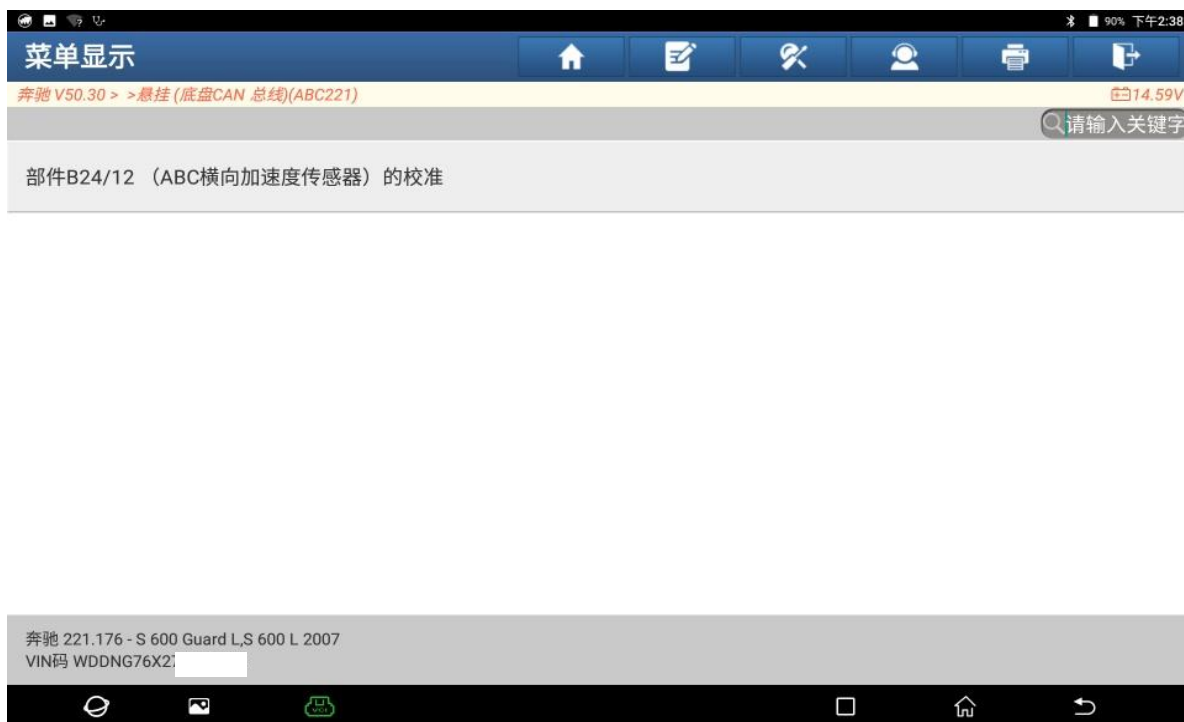 90% 下午2:38
菜单显示
奔驰 V50.30 > >悬挂 (底盘CAN 总线)(ABC221)
14.59V
请输入关键字
部件B24/12 （ABC横向加速度传感器）的校准
奔驰 221.176 - S 600 Guard L,S 600 L 2007
VIN码 WDDNG76X2
VCI